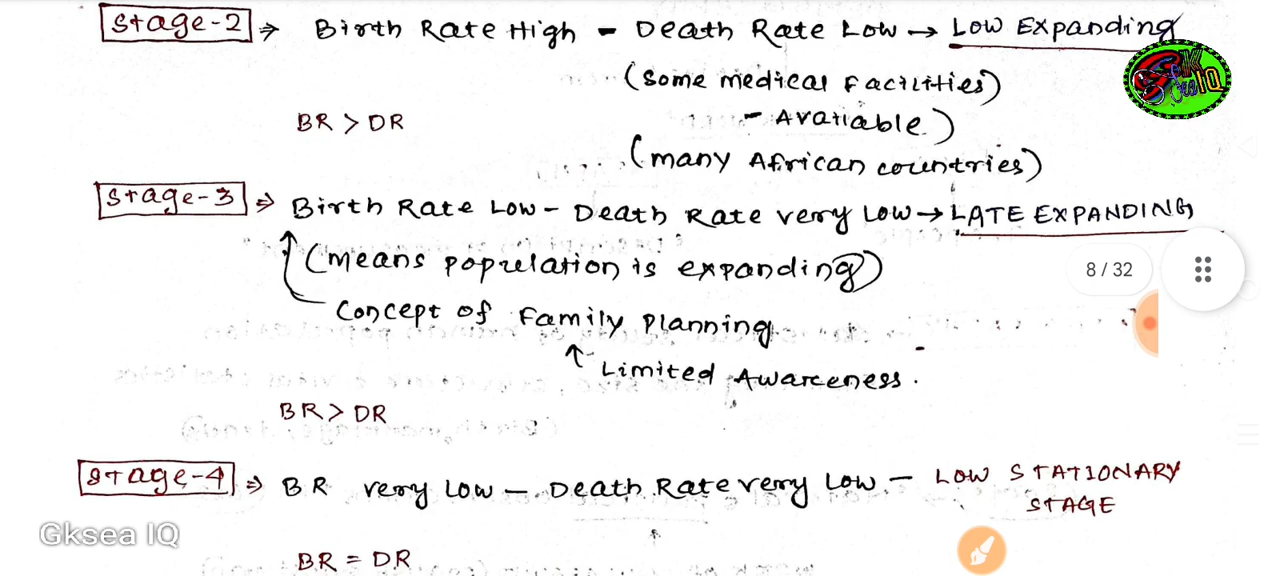 Stage-2 ⇒ Birth Rate High - Death Rate Low → Low Expanding
(Some medical Facilities)
BR > DR - Available)
(many African countries)
Stage-3 ⇒ Birth Rate Low - Death Rate very Low → LATE EXPANDING
(means population is expanding)
8 / 32
Concept of Family Planning
↑ Limited Awareness.
BR > DR
Stage-4 ⇒ BR very Low - Death Rate very Low - LOW STATIONARY
STAGE
Gksea IQ
BR = DR